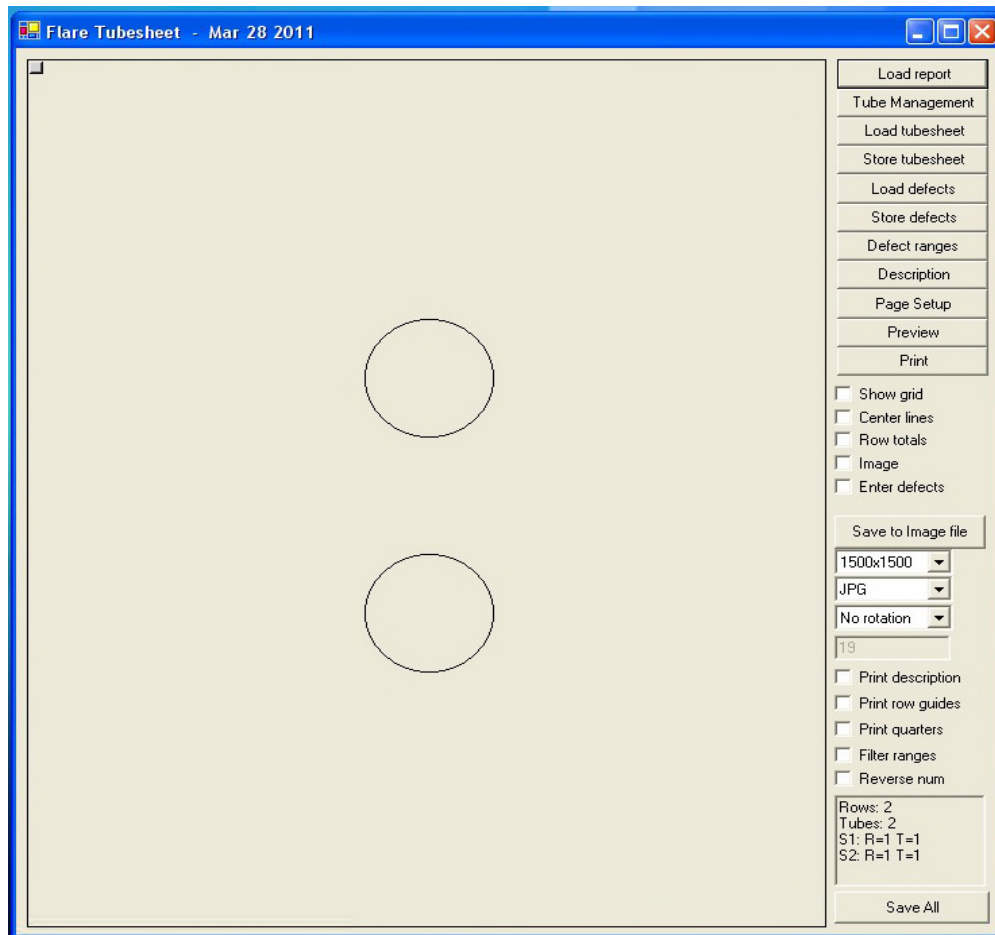 Flare Tubesheet - Mar 28 2011
Load report
Tube Management
Load tubesheet
Store tubesheet
Load defects
Store defects
Defect ranges
Description
Page Setup
Preview
Print
Show grid
Center lines
Row totals
Image
Enter defects
Save to Image file
1500x1500
JPG
No rotation
19
Print description
Print row guides
Print quarters
Filter ranges
Reverse num
Rows: 2
Tubes: 2
S1: R=1 T=1
S2: R=1 T=1
Save All